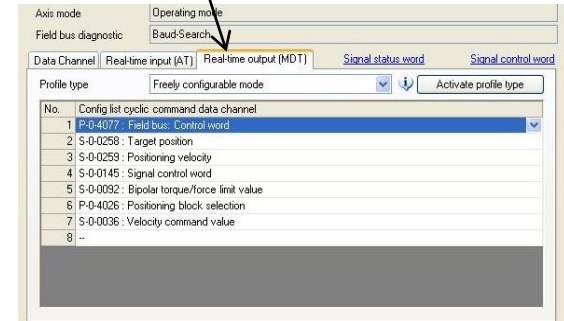 Axis mode Operating mode
Field bus diagnostic Baud-Search
Data Channel Real-time input (AT) Real-time output (MDT) Signal status word Signal control word
Profile type Freely configurable mode Activate profile type
No. Config list cyclic command data channel
1 P-0-4077 : Field bus: Control word
2 S-0-0258 : Target position
3 S-0-0259 : Positioning velocity
4 S-0-0145 : Signal control word
5 S-0-0092 : Bipolar torque/force limit value
6 P-0-4026 : Positioning block selection
7 S-0-0036 : Velocity command value
8 --